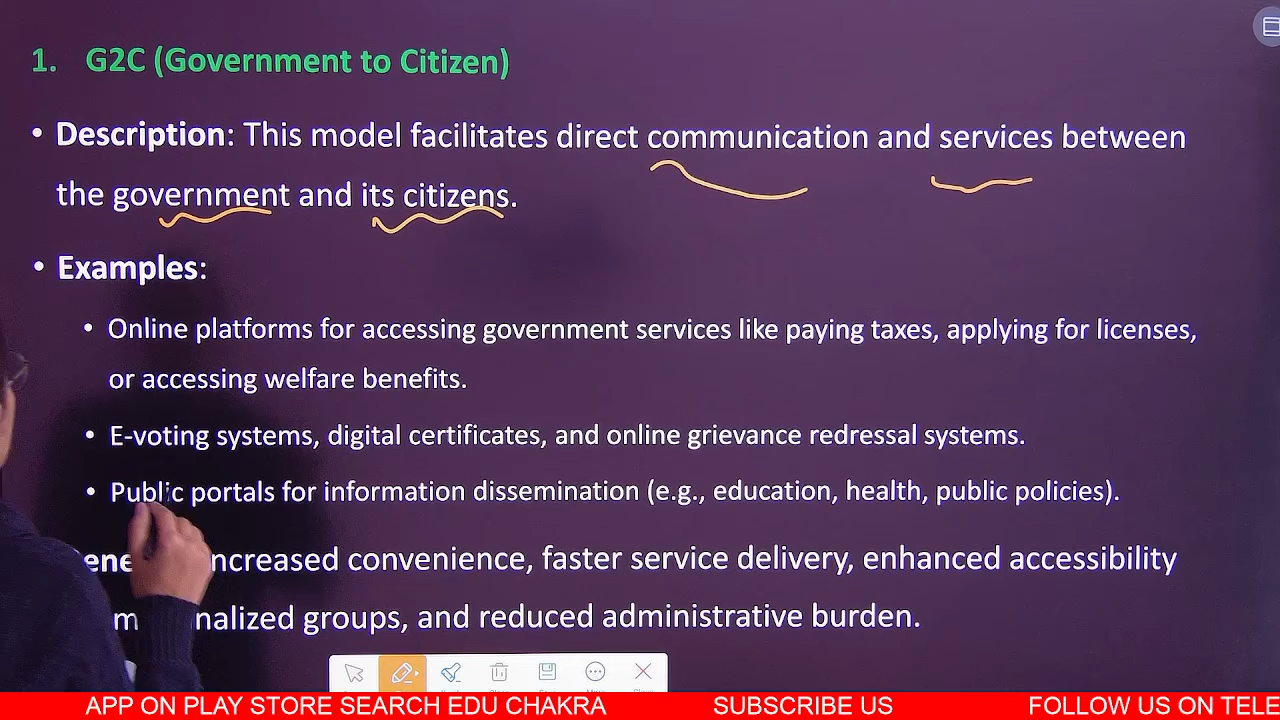 1. G2C (Government to Citizen)
• Description: This model facilitates direct communication and services between
the government and its citizens.
• Examples:
• Online platforms for accessing government services like paying taxes, applying for licenses,
or accessing welfare benefits.
• E-voting systems, digital certificates, and online grievance redressal systems.
• Public portals for information dissemination (e.g., education, health, public policies).
increased convenience, faster service delivery, enhanced accessibility
groups, and reduced administrative burden.
APP ON PLAY STORE SEARCH EDU CHAKRA SUBSCRIBE US FOLLOW US ON TELE